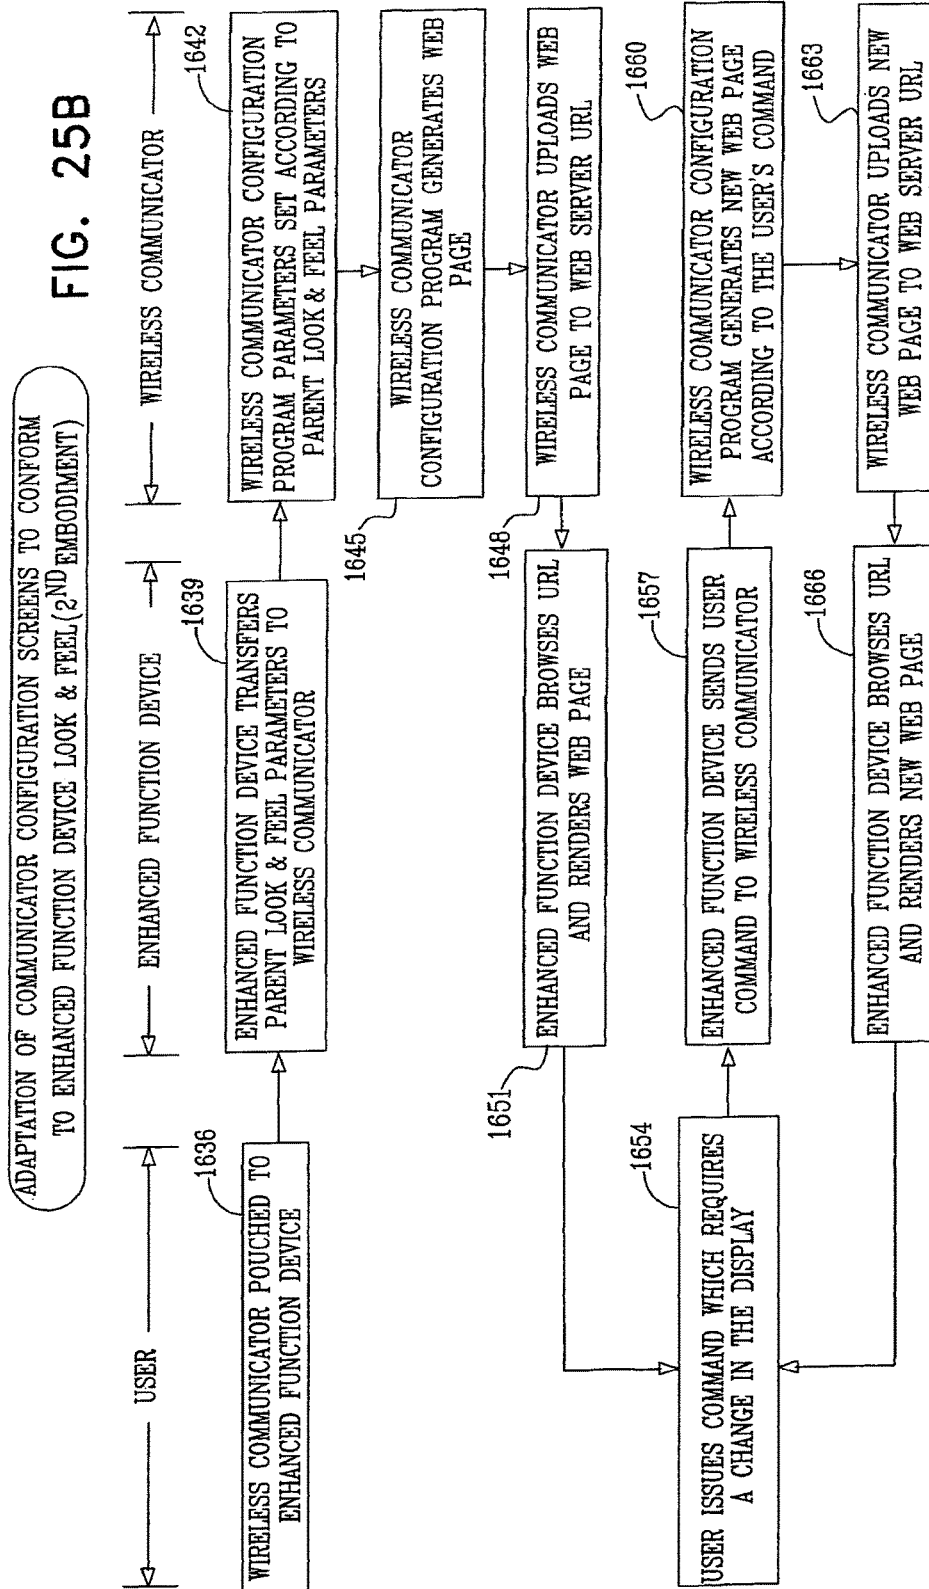 ADAPTATION OF COMMUNICATOR CONFIGURATION SCREENS TO CONFORM
TO ENHANCED FUNCTION DEVICE LOOK & FEEL(2ND EMBODIMENT)
FIG. 25B
USER
ENHANCED FUNCTION DEVICE
WIRELESS COMMUNICATOR
1636
WIRELESS COMMUNICATOR POUCHED TO
ENHANCED FUNCTION DEVICE
1639
ENHANCED FUNCTION DEVICE TRANSFERS
PARENT LOOK & FEEL PARAMETERS TO
WIRELESS COMMUNICATOR
1642
WIRELESS COMMUNICATOR CONFIGURATION
PROGRAM PARAMETERS SET ACCORDING TO
PARENT LOOK & FEEL PARAMETERS
1645
WIRELESS COMMUNICATOR
CONFIGURATION PROGRAM GENERATES WEB
PAGE
1648
WIRELESS COMMUNICATOR UPLOADS WEB
PAGE TO WEB SERVER URL
1651
ENHANCED FUNCTION DEVICE BROWSES URL
AND RENDERS WEB PAGE
1654
USER ISSUES COMMAND WHICH REQUIRES
A CHANGE IN THE DISPLAY
1657
ENHANCED FUNCTION DEVICE SENDS USER
COMMAND TO WIRELESS COMMUNICATOR
1660
WIRELESS COMMUNICATOR CONFIGURATION
PROGRAM GENERATES NEW WEB PAGE
ACCORDING TO THE USER'S COMMAND
1663
WIRELESS COMMUNICATOR UPLOADS NEW
WEB PAGE TO WEB SERVER URL
1666
ENHANCED FUNCTION DEVICE BROWSES URL
AND RENDERS NEW WEB PAGE